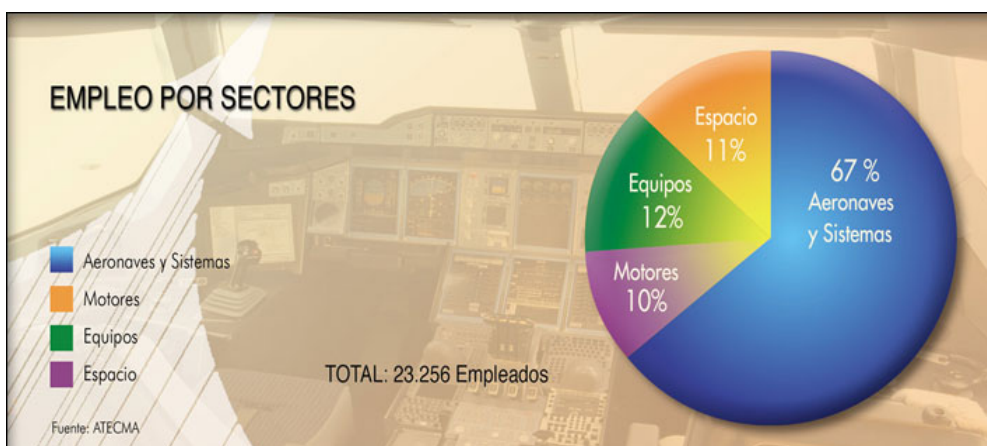 EMPLEO POR SECTORES
Aeronaves y Sistemas
Motores
Equipos
Espacio
Fuente: ATECMA
TOTAL: 23.256 Empleados
Espacio
11%
Equipos
12%
Motores
10%
67 %
Aeronaves
y Sistemas